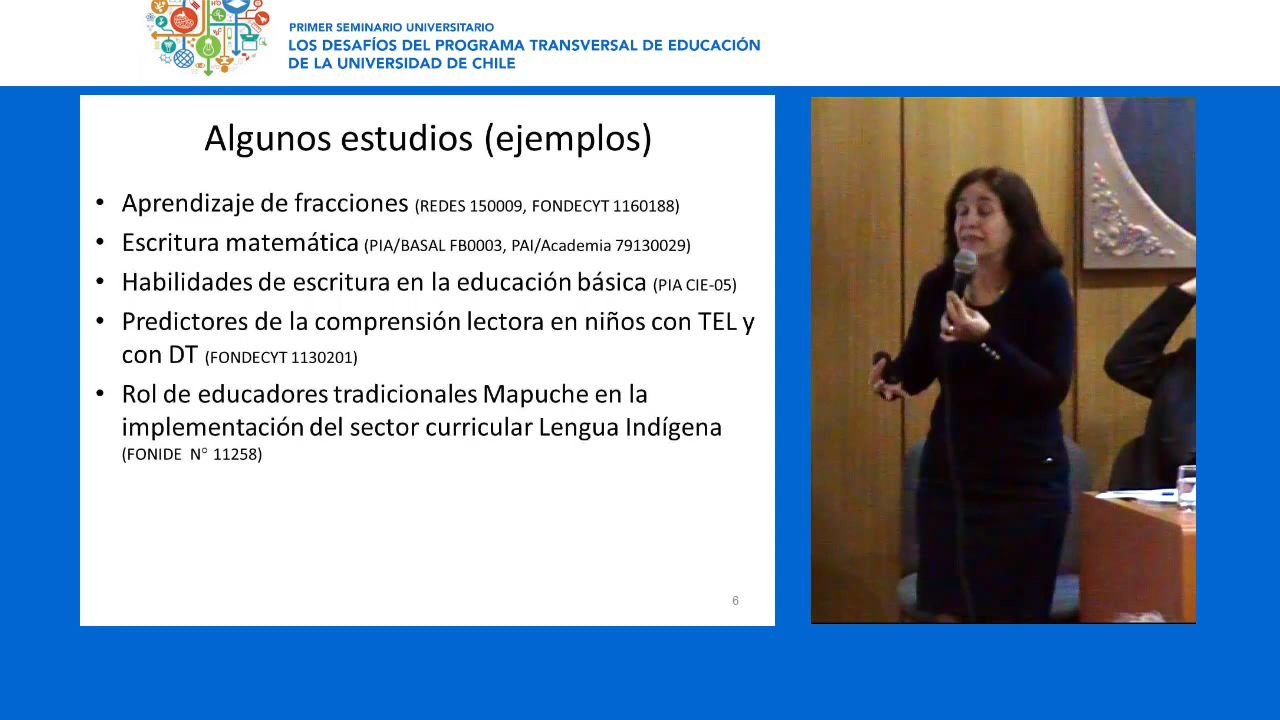 PRIMER SEMINARIO UNIVERSITARIO
LOS DESAFÍOS DEL PROGRAMA TRANSVERSAL DE EDUCACIÓN
DE LA UNIVERSIDAD DE CHILE
Algunos estudios (ejemplos)
• Aprendizaje de fracciones (REDES 150009, FONDECYT 1160188)
• Escritura matemática (PIA/BASAL FB0003, PAI/Academia 79130029)
• Habilidades de escritura en la educación básica (PIA CIE-05)
• Predictores de la comprensión lectora en niños con TEL y
con DT (FONDECYT 1130201)
• Rol de educadores tradicionales Mapuche en la
implementación del sector curricular Lengua Indígena
(FONIDE N° 11258)
6